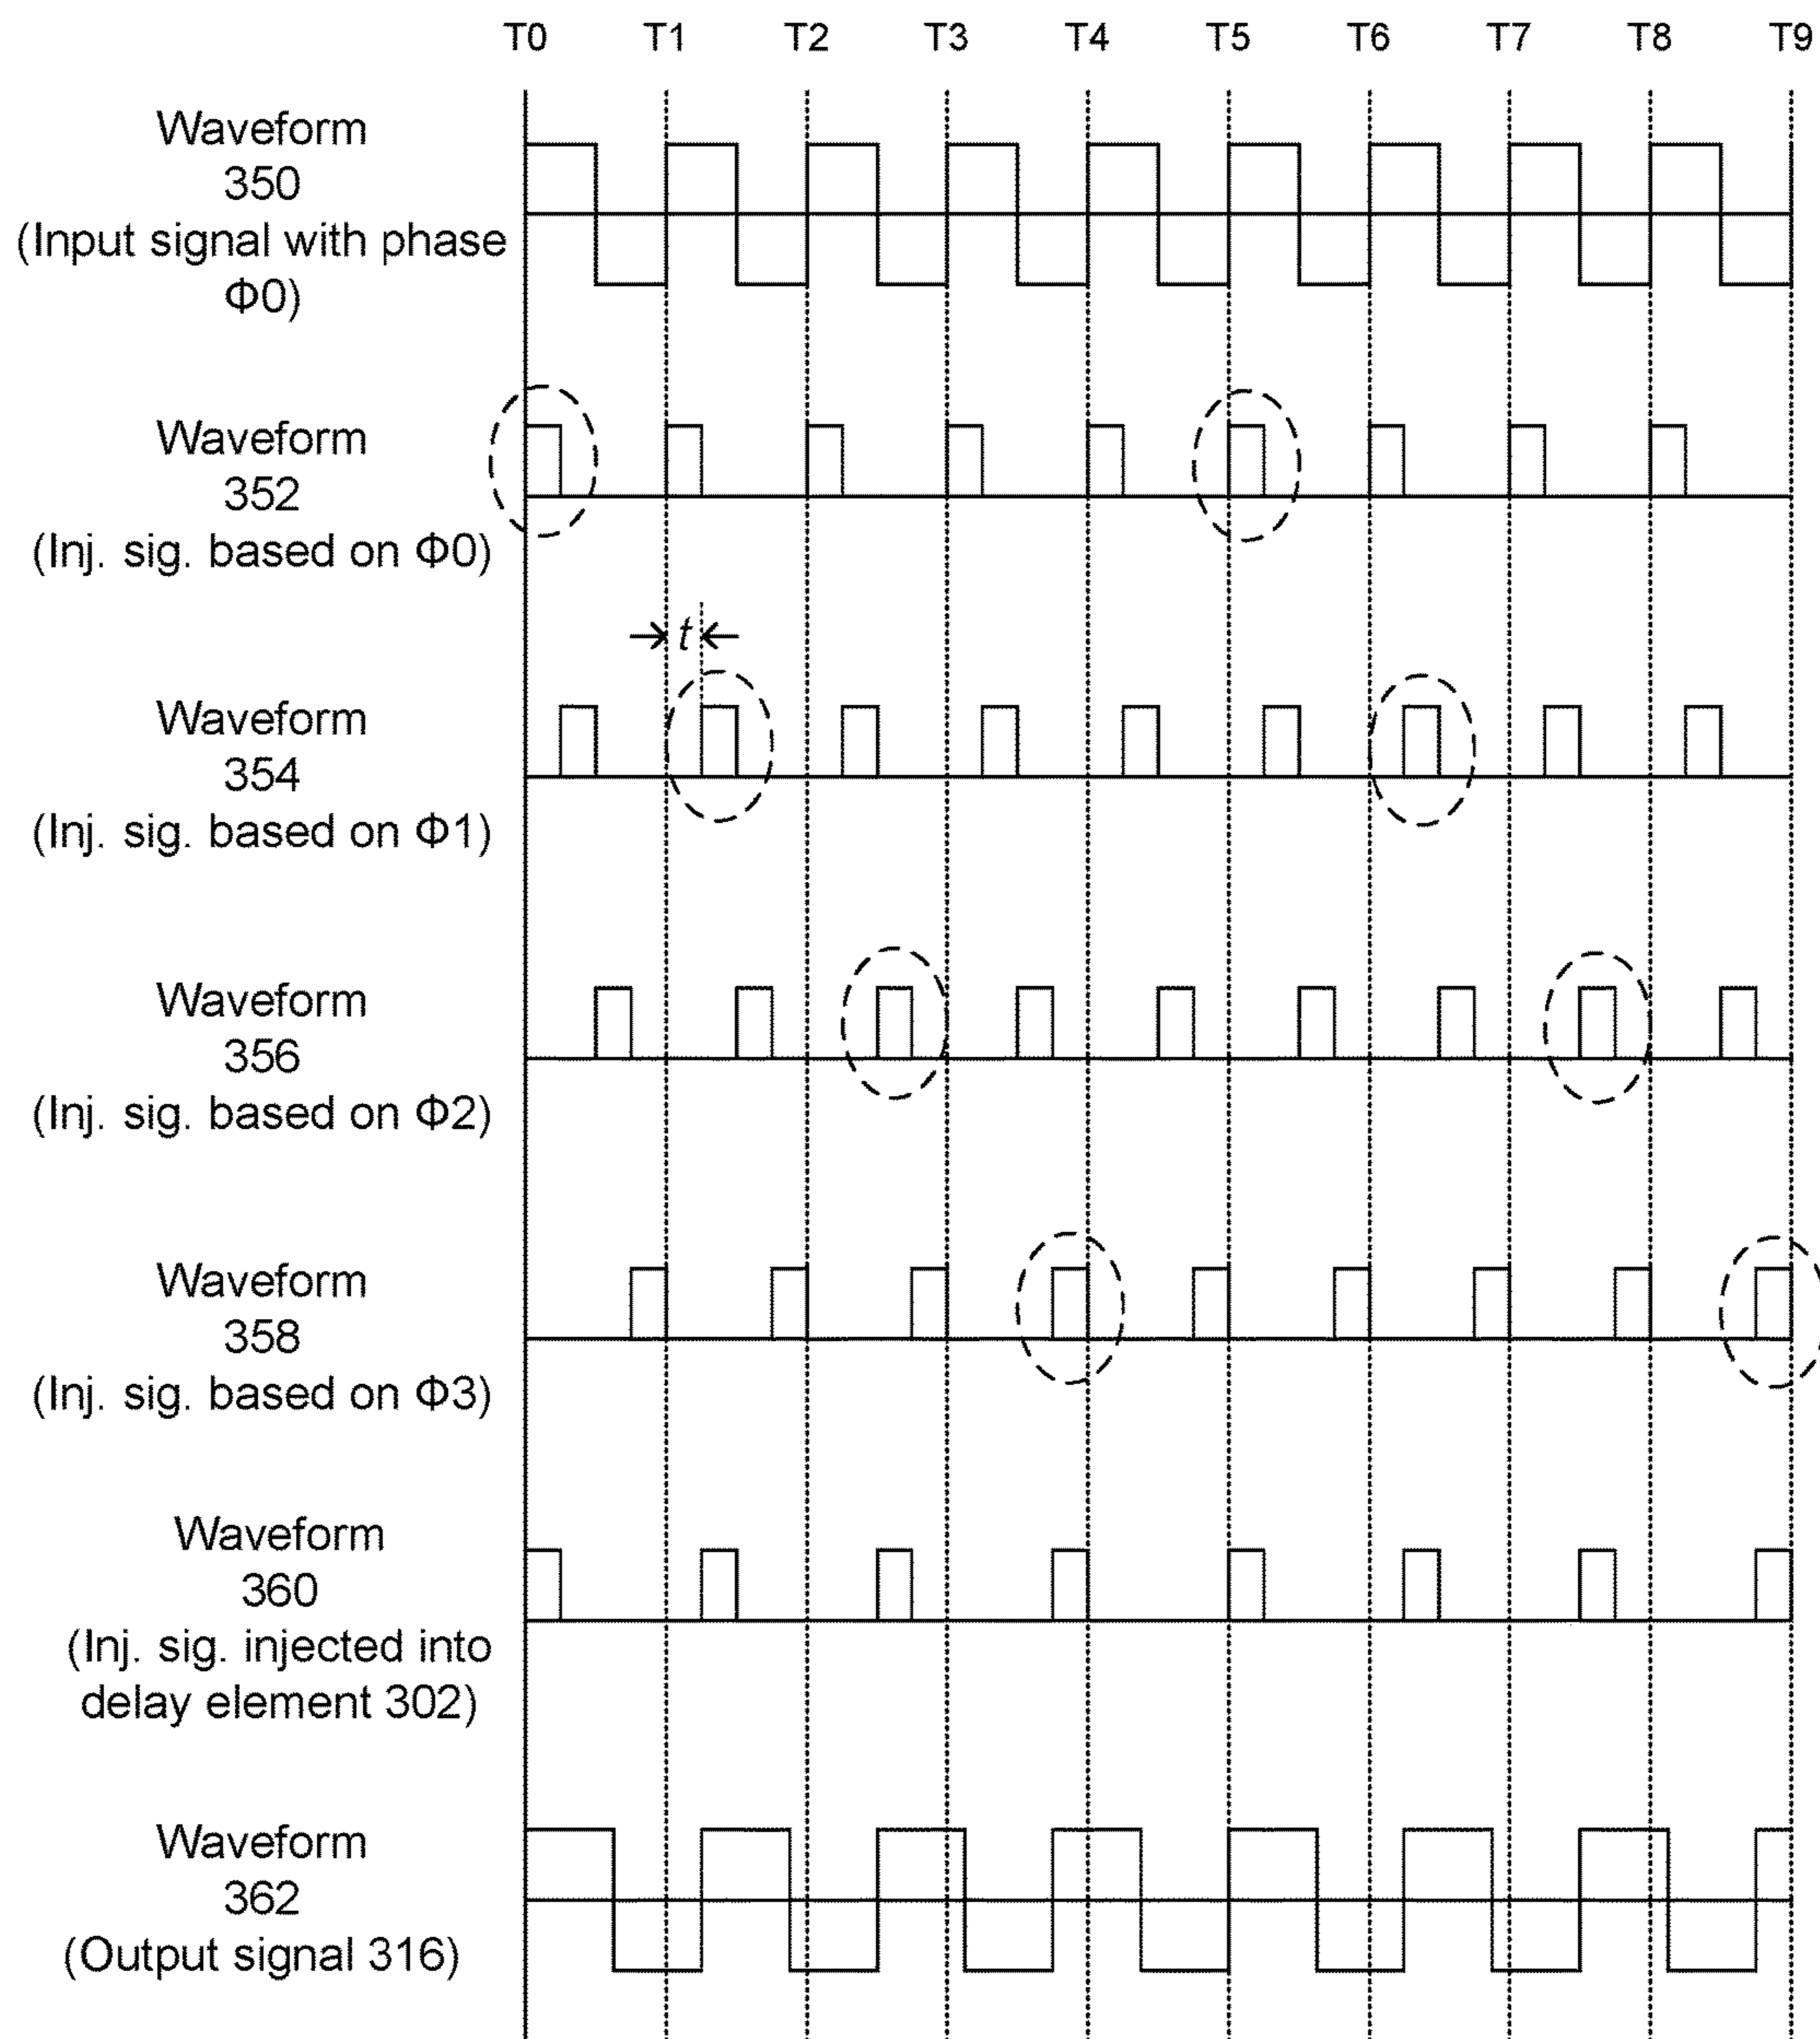 T0 T1 T2 T3 T4 T5 T6 T7 T8 T9
Waveform
350
(Input signal with phase
Φ0)
Waveform
352
(Inj. sig. based on Φ0)
t
Waveform
354
(Inj. sig. based on Φ1)
Waveform
356
(Inj. sig. based on Φ2)
Waveform
358
(Inj. sig. based on Φ3)
Waveform
360
(Inj. sig. injected into
delay element 302)
Waveform
362
(Output signal 316)